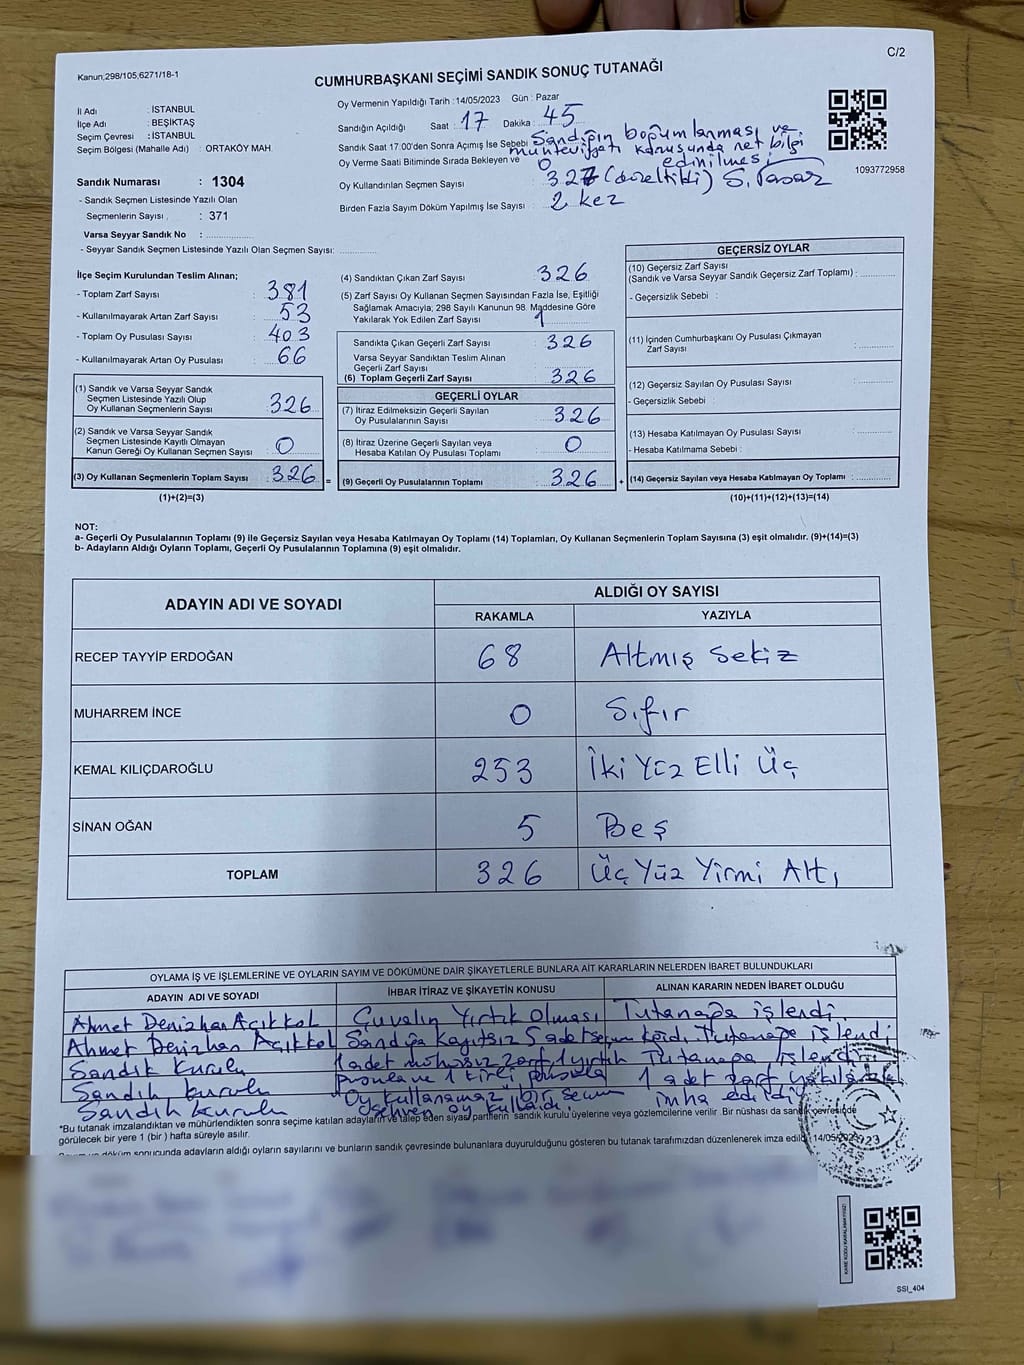 C/2
Kanun,298/105,6271/18-1
CUMHURBAŞKANI SEÇİMİ SANDIK SONUÇ TUTANAĞI
İl Adı : İSTANBUL
İlçe Adı : BEŞİKTAŞ
Seçim Çevresi : İSTANBUL
Seçim Bölgesi (Mahalle Adı) : ORTAKÖY MAH.
Sandık Numarası : 1304
- Sandık Seçmen Listesinde Yazılı Olan
Seçmenlerin Sayısı : 371
Varsa Seyyar Sandık No :
- Seyyar Sandık Seçmen Listesinde Yazılı Olan Seçmen Sayısı:
Oy Vermenin Yapıldığı Tarih : 14/05/2023 Gün : Pazar
Sandığın Açıldığı Saat : 17 Dakika : 45
Sandık Saat 17:00'den Sonra Açılmış İse Sebebi Sandığın boğumlanması ve
muhteviyatı konusunda net bilgi
edinilmesi
Oy Verme Saati Bitiminde Sırada Bekleyen ve 0
Oy Kullandırılan Seçmen Sayısı 327 (düzeltildi)
Birden Fazla Sayım Döküm Yapılmış İse Sayısı 2 kez
1093772958
İlçe Seçim Kurulundan Teslim Alınan;
- Toplam Zarf Sayısı : 381
- Kullanılmayarak Artan Zarf Sayısı : 53
- Toplam Oy Pusulası Sayısı : 403
- Kullanılmayarak Artan Oy Pusulası : 66
(1) Sandık ve Varsa Seyyar Sandık
Seçmen Listesinde Yazılı Olup
Oy Kullanan Seçmenlerin Sayısı : 326
(2) Sandık ve Varsa Seyyar Sandık
Seçmen Listesinde Kayıtlı Olmayan
Kanun Gereği Oy Kullanan Seçmen Sayısı : 0
(3) Oy Kullanan Seçmenlerin Toplam Sayısı : 326
(1)+(2)=(3)
(4) Sandıktan Çıkan Zarf Sayısı : 326
(5) Zarf Sayısı Oy Kullanan Seçmen Sayısından Fazla İse, Eşitliği
Sağlamak Amacıyla; 298 Sayılı Kanunun 98. Maddesine Göre
Yakılarak Yok Edilen Zarf Sayısı : 1
Sandıkta Çıkan Geçerli Zarf Sayısı : 326
Varsa Seyyar Sandıktan Teslim Alınan
Geçerli Zarf Sayısı
(6) Toplam Geçerli Zarf Sayısı : 326
GEÇERLİ OYLAR
(7) İtiraz Edilmeksizin Geçerli Sayılan
Oy Pusulalarının Sayısı : 326
(8) İtiraz Üzerine Geçerli Sayılan veya
Hesaba Katılan Oy Pusulası Toplamı : 0
= (9) Geçerli Oy Pusulalarının Toplamı : 326 +
GEÇERSİZ OYLAR
(10) Geçersiz Zarf Sayısı
(Sandık ve Varsa Seyyar Sandık Geçersiz Zarf Toplamı) :
- Geçersizlik Sebebi :
(11) İçinden Cumhurbaşkanı Oy Pusulası Çıkmayan
Zarf Sayısı :
(12) Geçersiz Sayılan Oy Pusulası Sayısı :
- Geçersizlik Sebebi :
(13) Hesaba Katılmayan Oy Pusulası Sayısı :
- Hesaba Katılmama Sebebi :
(14) Geçersiz Sayılan veya Hesaba Katılmayan Oy Toplamı :
(10)+(11)+(12)+(13)=(14)
NOT:
a- Geçerli Oy Pusulalarının Toplamı (9) ile Geçersiz Sayılan veya Hesaba Katılmayan Oy Toplamı (14) Toplamları, Oy Kullanan Seçmenlerin Toplam Sayısına (3) eşit olmalıdır. (9)+(14)=(3)
b- Adayların Aldığı Oyların Toplamı, Geçerli Oy Pusulalarının Toplamına (9) eşit olmalıdır.
ADAYIN ADI VE SOYADI
ALDIĞI OY SAYISI
RAKAMLA YAZIYLA
RECEP TAYYİP ERDOĞAN 68 Altmış Sekiz
MUHARREM İNCE 0 Sıfır
KEMAL KILIÇDAROĞLU 253 İki Yüz Elli Üç
SİNAN OĞAN 5 Beş
TOPLAM 326 Üç Yüz Yirmi Altı
OYLAMA İŞ VE İŞLEMLERİNE VE OYLARIN SAYIM VE DÖKÜMÜNE DAİR ŞİKAYETLERLE BUNLARA AİT KARARLARIN NELERDEN İBARET BULUNDUKLARI
ADAYIN ADI VE SOYADI İHBAR İTİRAZ VE ŞİKAYETİN KONUSU ALINAN KARARIN NEDEN İBARET OLDUĞU
Ahmet Denizhan Açıkkol Çuvalın Yırtık Olması Tutanağa işlendi.
Ahmet Denizhan Açıkkol Sandığa Kayıtsız 5 adet Tutanağa işlendi
Sandık Kurulu 1 adet mühürsüz zarf 1 yırtık Tutanağa işlendi
Sandık Kurulu pusula ve 1 kirli pusula 1 adet zarf yakılarak
Sandık Kurulu "Oy kullanamaz" bir seçmen imha edildi
sehven oy kullandı.
*Bu tutanak imzalandıktan ve mühürlendikten sonra seçime katılan adayların ve talep eden siyasi partilerin sandık kurulu üyelerine veya gözlemcilerine verilir. Bir nüshası da sandık çevresinde
görülecek bir yere 1 (bir ) hafta süreyle asılır.
döküm sonucunda adayların aldığı oyların sayılarını ve bunların sandık çevresinde bulunanlara duyurulduğunu gösteren bu tutanak tarafımızdan düzenlenerek imza edildi. 14/05/2023
KARE KODU KARALAMAYINIZ!
SSI_404